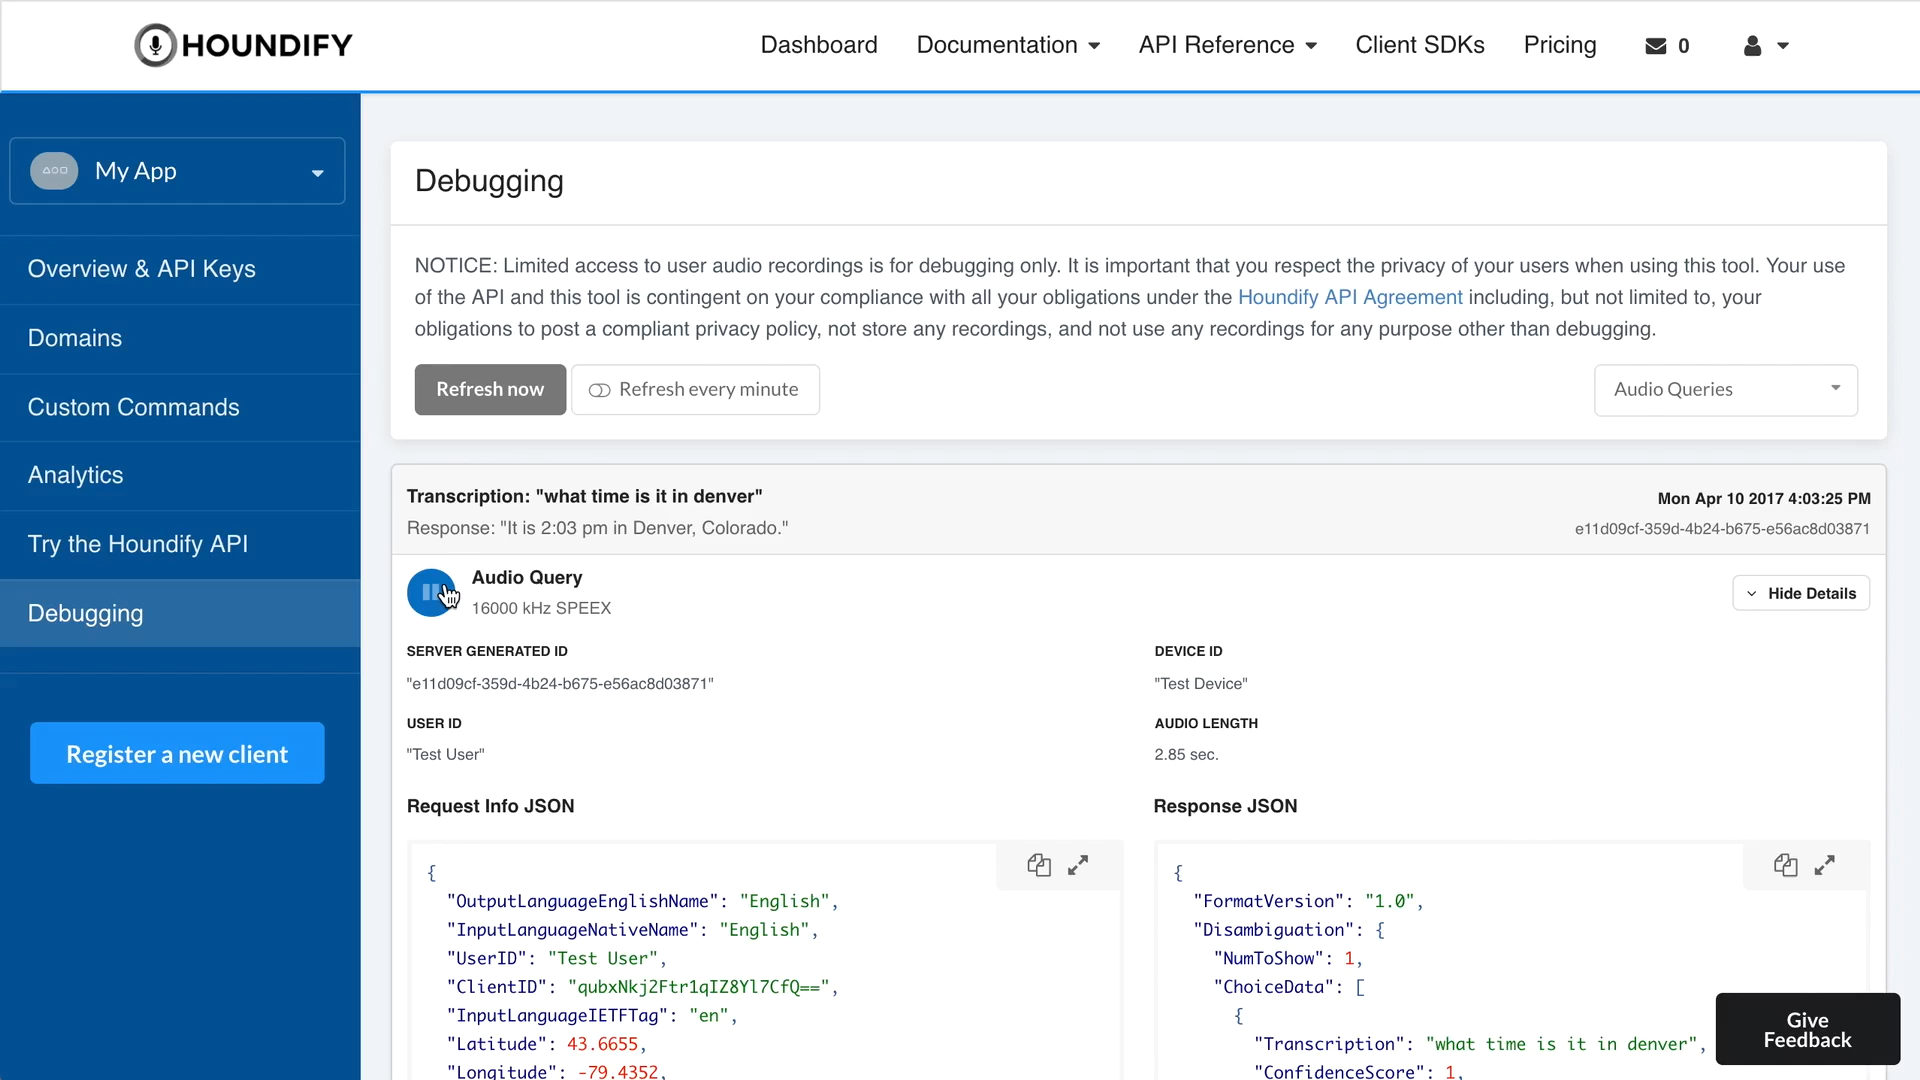 HOUNDIFY
Dashboard Documentation API Reference Client SDKs Pricing 0
My App
Overview & API Keys
Domains
Custom Commands
Analytics
Try the Houndify API
Debugging
Register a new client
Debugging
NOTICE: Limited access to user audio recordings is for debugging only. It is important that you respect the privacy of your users when using this tool. Your use
of the API and this tool is contingent on your compliance with all your obligations under the Houndify API Agreement including, but not limited to, your
obligations to post a compliant privacy policy, not store any recordings, and not use any recordings for any purpose other than debugging.
Refresh now Refresh every minute Audio Queries
Transcription: "what time is it in denver" Mon Apr 10 2017 4:03:25 PM
Response: "It is 2:03 pm in Denver, Colorado." e11d09cf-359d-4b24-b675-e56ac8d03871
Audio Query
16000 kHz SPEEX
Hide Details
SERVER GENERATED ID
"e11d09cf-359d-4b24-b675-e56ac8d03871"
DEVICE ID
"Test Device"
USER ID
"Test User"
AUDIO LENGTH
2.85 sec.
Request Info JSON
{
"OutputLanguageEnglishName": "English",
"InputLanguageNativeName": "English",
"UserID": "Test User",
"ClientID": "qubxNkj2Ftr1qIZ8Yl7CfQ==",
"InputLanguageIETFTag": "en",
"Latitude": 43.6655,
"Longitude": -79.4352,
Response JSON
{
"FormatVersion": "1.0",
"Disambiguation": {
"NumToShow": 1,
"ChoiceData": [
{
"Transcription": "what time is it in denver",
"ConfidenceScore": 1,
Give
Feedback